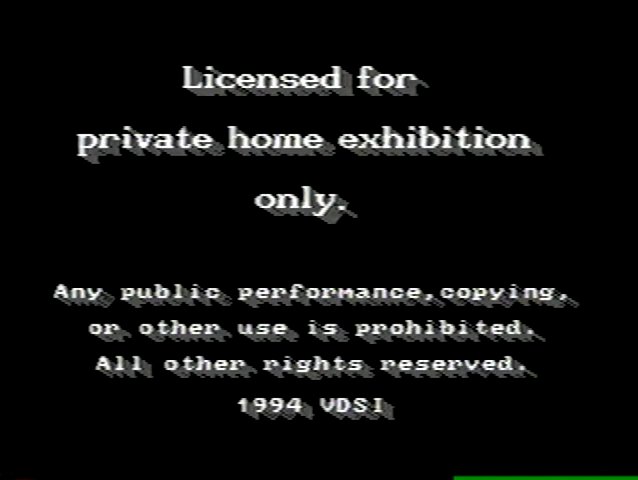 Licensed for
private home exhibition
only.
Any public performance,copying,
or other use is prohibited.
All other rights reserved.
1994 VDSI